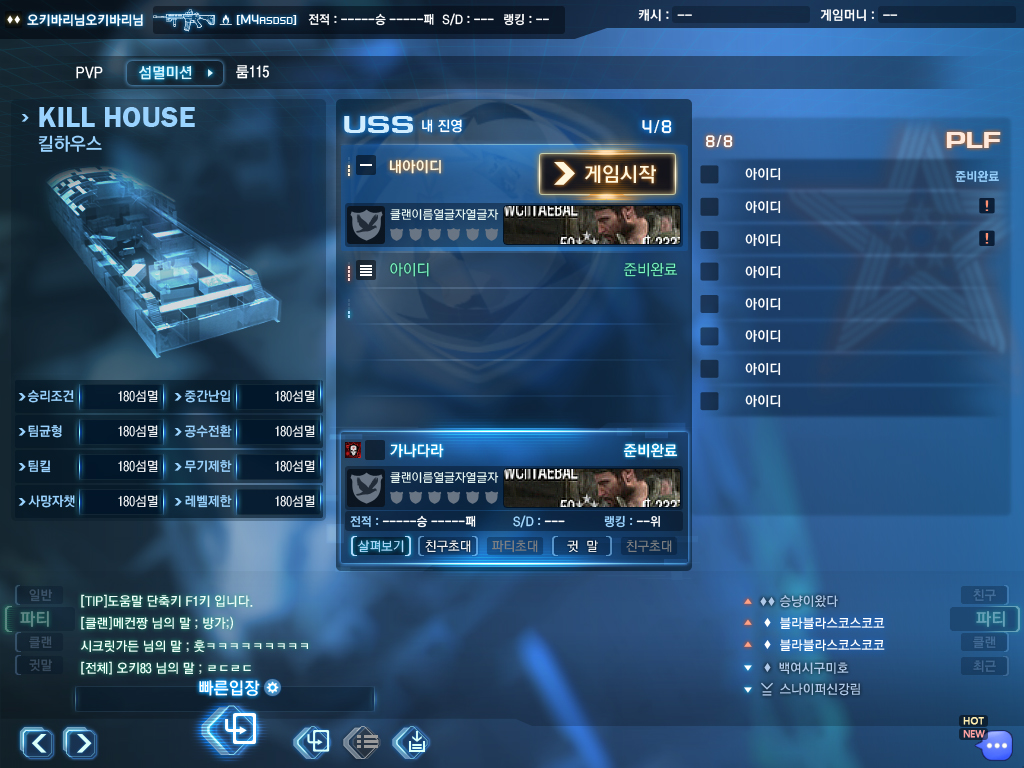 오키바리님오키바리님 [M4ASDSD] 전적 : -----승 -----패 S/D : --- 랭킹 : -- 캐시 : -- 게임머니 : --
PVP 섬멸미션 룸115
KILL HOUSE
킬하우스
승리조건 180섬멸 중간난입 180섬멸
팀균형 180섬멸 공수전환 180섬멸
팀킬 180섬멸 무기제한 180섬멸
사망자챗 180섬멸 레벨제한 180섬멸
USS 내 진영 4/8
내아이디 게임시작
클랜이름열글자열글자
아이디 준비완료
가나다라 준비완료
클랜이름열글자열글자
전적 : -----승 -----패 S/D : --- 랭킹 : --위
살펴보기 친구초대 파티초대 귓 말 친구초대
8/8 PLF
아이디 준비완료
아이디 !
아이디 !
아이디
아이디
아이디
아이디
아이디
일반
파티
클랜
귓말
[TIP]도움말 단축키 F1키 입니다.
[클랜]메컨짱 님의 말 ; 방가;)
시크릿가든 님의 말 ; 홋ㅋㅋㅋㅋㅋㅋㅋㅋㅋ
[전체] 오키83 님의 말 ; ㄹㄷㄹㄷ
빠른입장
승냥이왔다
블라블라스코스코코
블라블라스코스코코
백여시구미호
스나이퍼신강림
친구
파티
클랜
최근
HOT
NEW